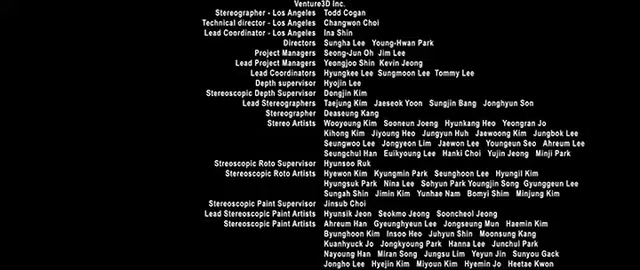 Venture3D Inc.
Stereographer - Los Angeles Todd Cogan
Technical director - Los Angeles Changwon Choi
Lead Coordinator - Los Angeles Ina Shin
Directors Sungha Lee Young-Hwan Park
Project Managers Seong-Jun Oh Jim Lee
Lead Project Managers Yeongjoo Shin Kevin Jeong
Lead Coordinators Hyungkee Lee Sungmoon Lee Tommy Lee
Depth supervisor Hyojin Lee
Stereoscopic Depth Supervisor Dongjin Kim
Lead Stereographers Taejung Kim Jaeseok Yoon Sungjin Bang Jonghyun Son
Stereographer Deaseung Kang
Stereo Artists Wooyoung Kim Sooneun Joeng Hyunkang Heo Yeongran Jo
Kihong Kim Jiyoung Heo Jungyun Huh Jaewoong Kim Jungbok Lee
Seungwoo Lee Jongyeon Lim Jaewon Lee Youngeun Seo Ahreum Lee
Seungchul Han Euikyoung Lee Hanki Choi Yujin Jeong Minji Park
Streoscopic Roto Supervisor Hyunsoo Ruk
Stereoscopic Roto Artists Hyewon Kim Kyungmin Park Seunghoon Lee Hyungil Kim
Hyungsuk Park Nina Lee Sohyun Park Youngjin Song Gyunggeun Lee
Sungah Shin Jimin Kim Yunhae Nam Bomyi Shim Minjung Kim
Stereoscopic Paint Supervisor Jinsub Choi
Lead Stereoscopic Paint Artists Hyunsik Jeon Seokmo Jeong Sooncheol Jeong
Stereoscopic Paint Artists Ahreum Han Gyeunghyeun Lee Jongseung Mun Haemin Kim
Byunghoon Kim Insoo Heo Juhyun Shin Moonsung Kang
Kuanhyuck Jo Jongkyoung Park Hanna Lee Junchul Park
Nayoung Han Miran Song Jungsu Lim Yeyun Jin Sunyou Gack
Jongho Lee Hyejin Kim Miyoun Kim Hyemin Jo Heetae Kwon